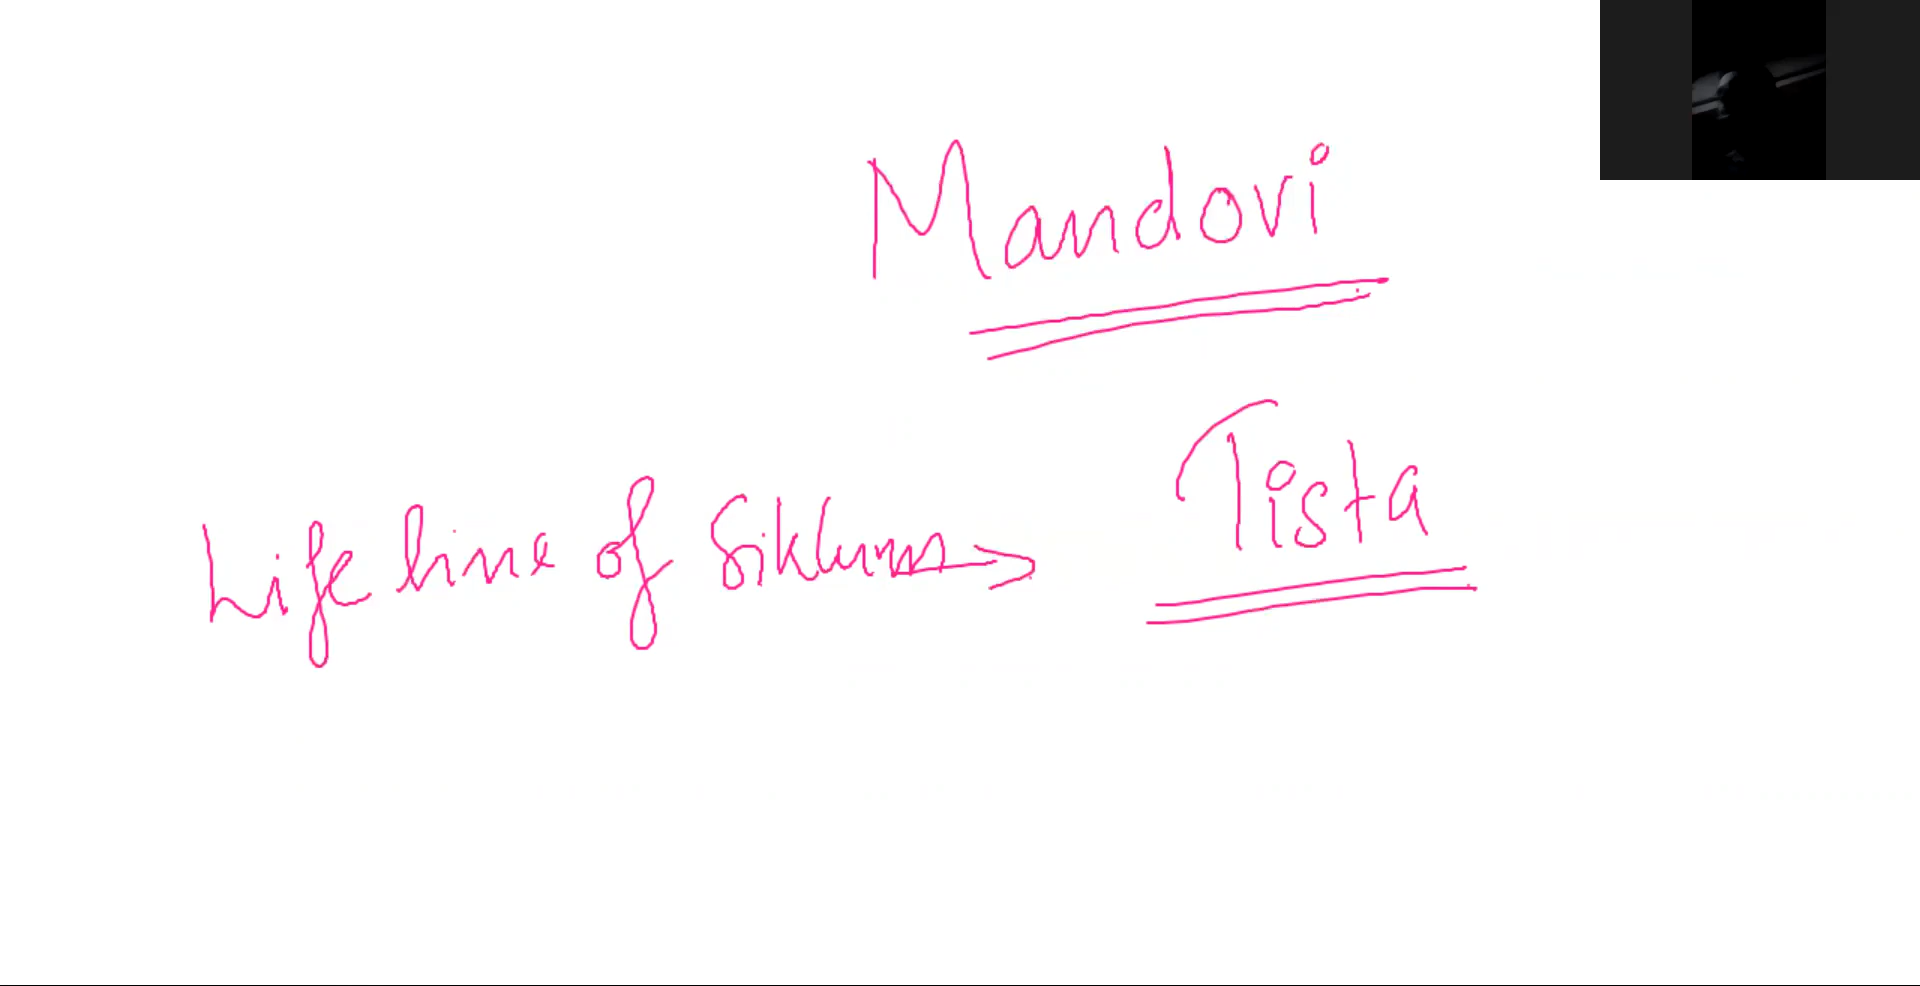 Mandovi
Tista
Life line of Sikkim →